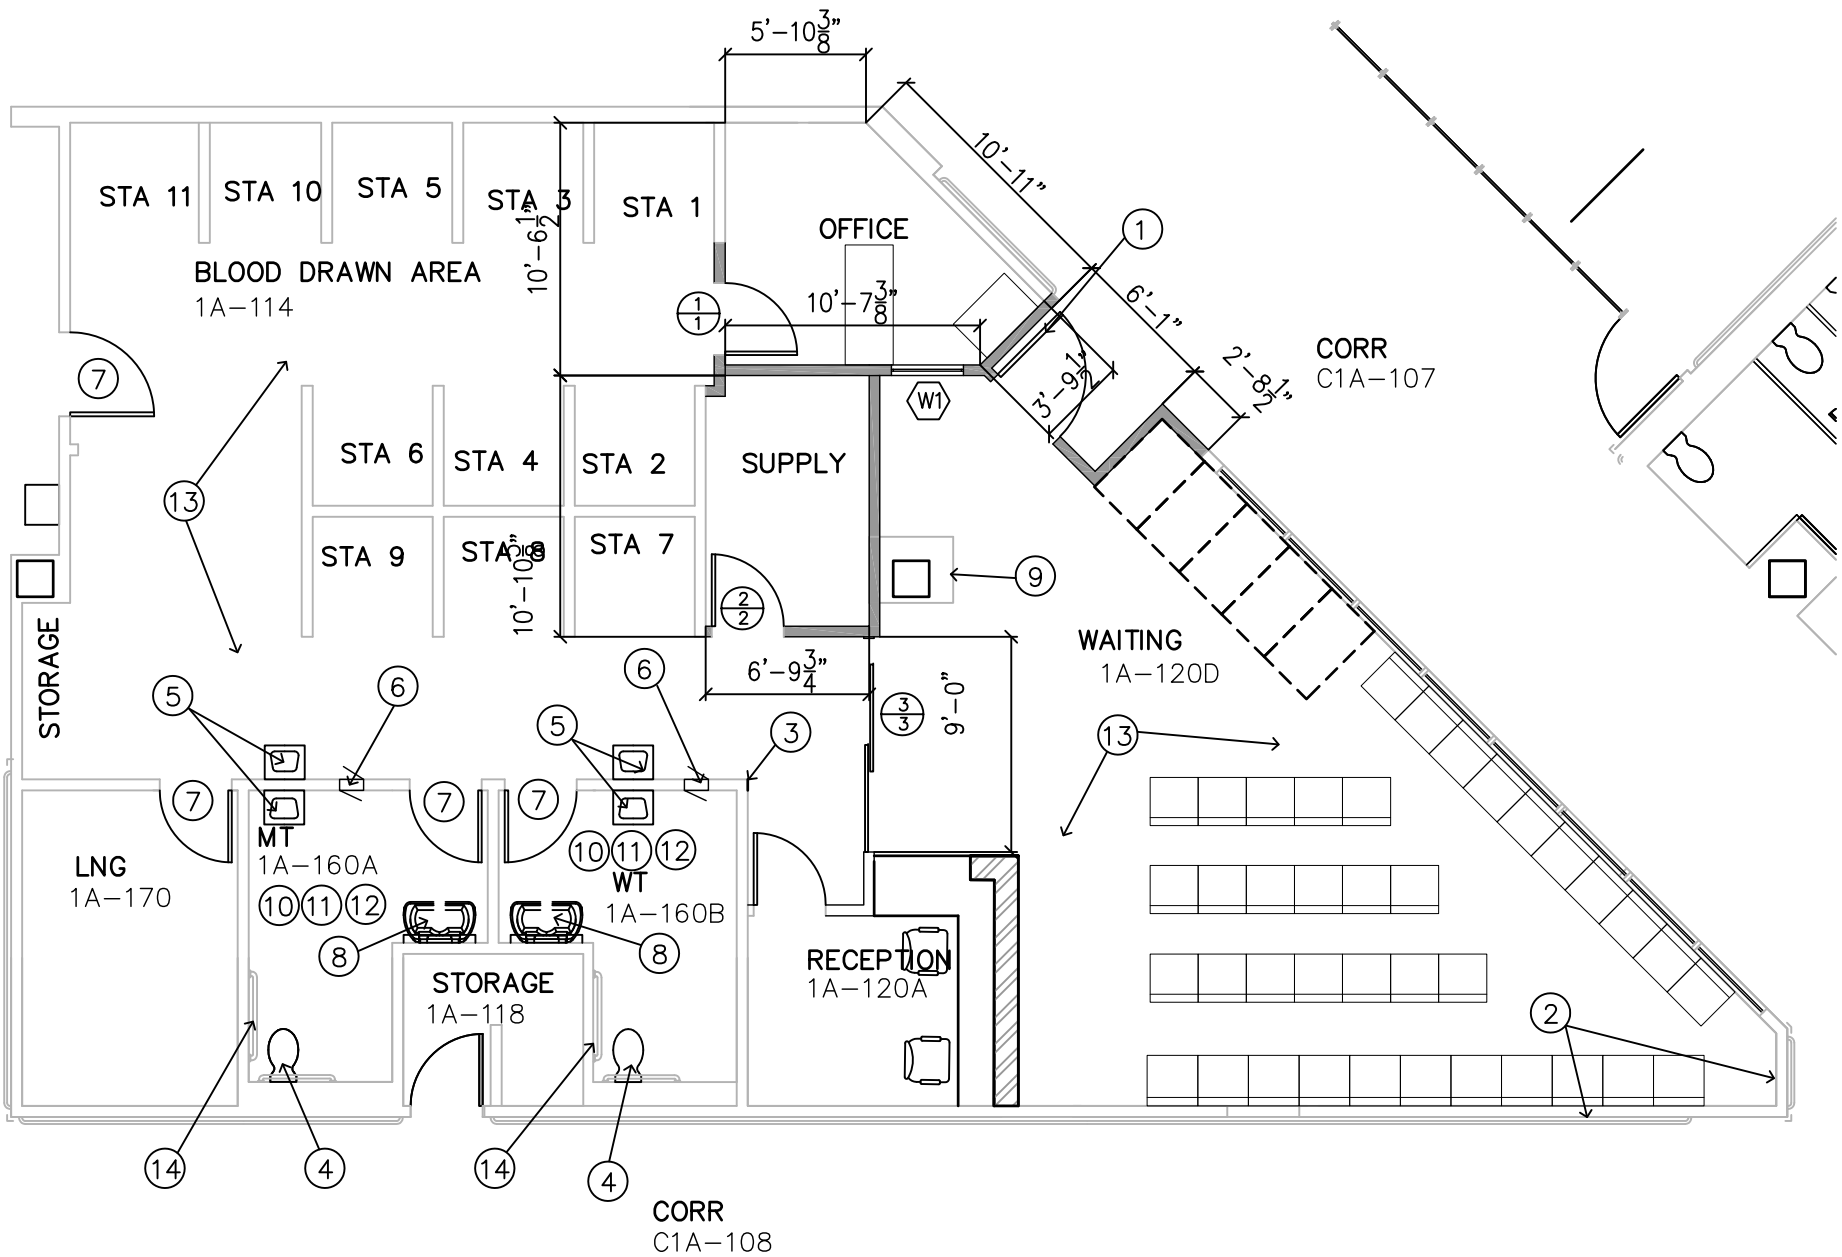 5'-10 3/8"
10'-11"
STA 11
STA 10
STA 5
STA 3
STA 1
10'-6 1/2"
OFFICE
1
BLOOD DRAWN AREA
1A-114
1
1
10'-7 3/8"
6'-1"
2'-8 1/2"
CORR
C1A-107
7
W1
3'-9 1/2"
STA 6
STA 4
STA 2
SUPPLY
13
STA 9
STA 8
STA 7
10'-10 5/8"
9
2
2
STORAGE
WAITING
1A-120D
6'-9 3/4"
9'-0"
5
6
5
6
3
3
3
13
7
7
7
MT
1A-160A
10
11
12
10
11
12
LNG
1A-170
WT
1A-160B
8
8
RECEPTION
1A-120A
STORAGE
1A-118
2
14
4
14
4
CORR
C1A-108